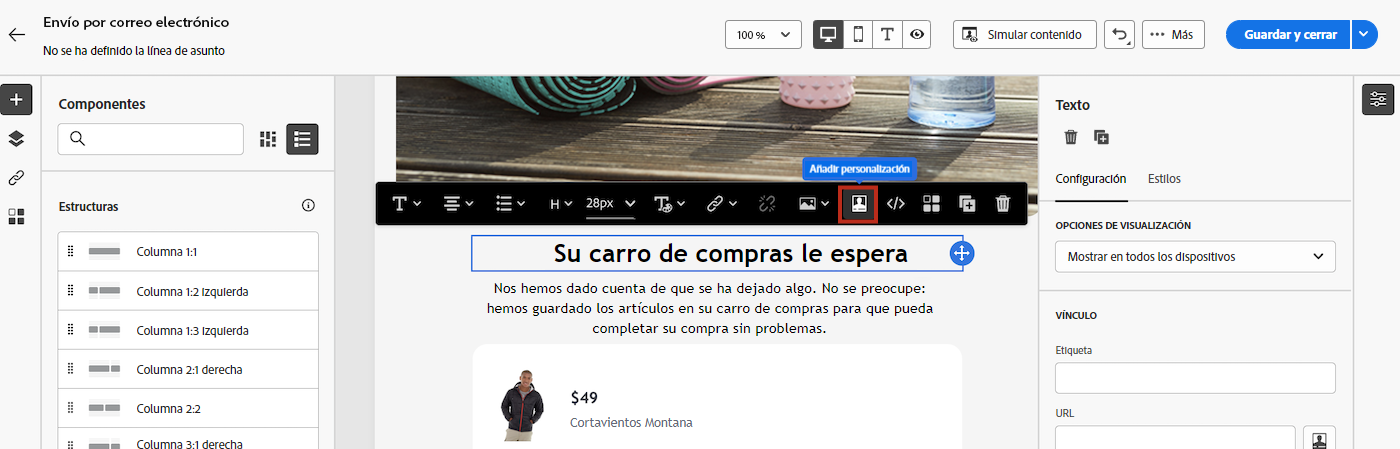 Envío por correo electrónico
No se ha definido la línea de asunto
100 %
T
Simular contenido
Más
Guardar y cerrar
Componentes
Estructuras
Columna 1:1
Columna 1:2 izquierda
Columna 1:3 izquierda
Columna 2:1 derecha
Columna 2:2
Columna 3:1 derecha
Añadir personalización
T
H
28px
Su carro de compras le espera
Nos hemos dado cuenta de que se ha dejado algo. No se preocupe:
hemos guardado los artículos en su carro de compras para que pueda
completar su compra sin problemas.
$49
Cortavientos Montana
Texto
Configuración
Estilos
OPCIONES DE VISUALIZACIÓN
Mostrar en todos los dispositivos
VÍNCULO
Etiqueta
URL